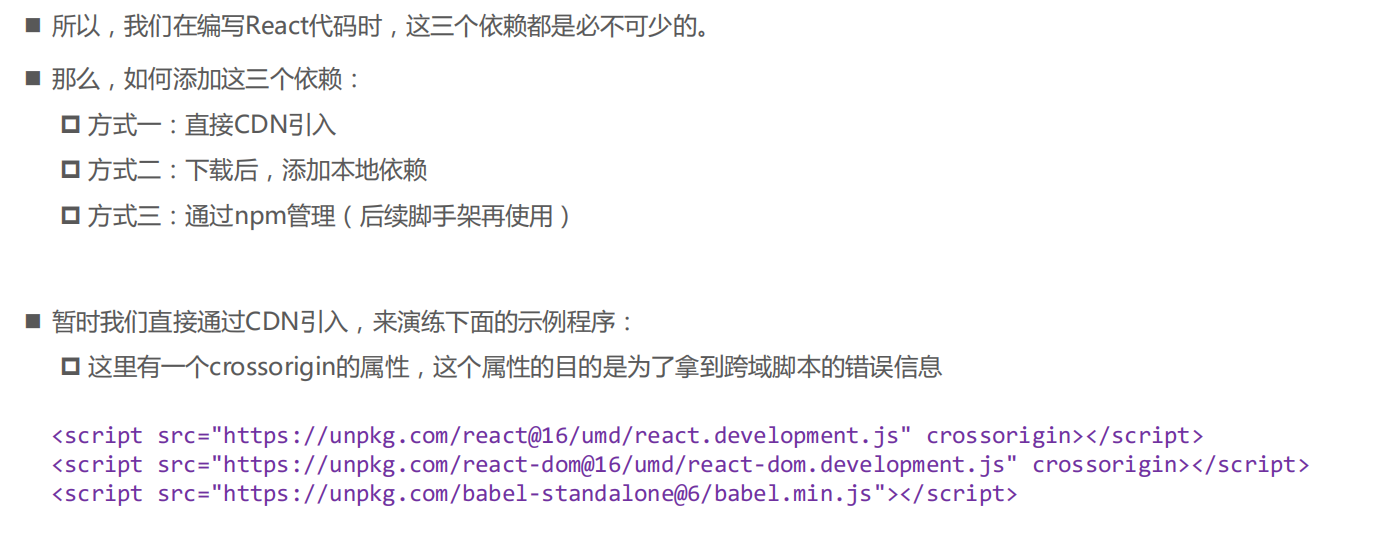 所以，我们在编写React代码时，这三个依赖都是必不可少的。
那么，如何添加这三个依赖：
方式一：直接CDN引入
方式二：下载后，添加本地依赖
方式三：通过npm管理（后续脚手架再使用）
暂时我们直接通过CDN引入，来演练下面的示例程序：
这里有一个crossorigin的属性，这个属性的目的是为了拿到跨域脚本的错误信息
<script src="https://unpkg.com/react@16/umd/react.development.js" crossorigin></script>
<script src="https://unpkg.com/react-dom@16/umd/react-dom.development.js" crossorigin></script>
<script src="https://unpkg.com/babel-standalone@6/babel.min.js"></script>